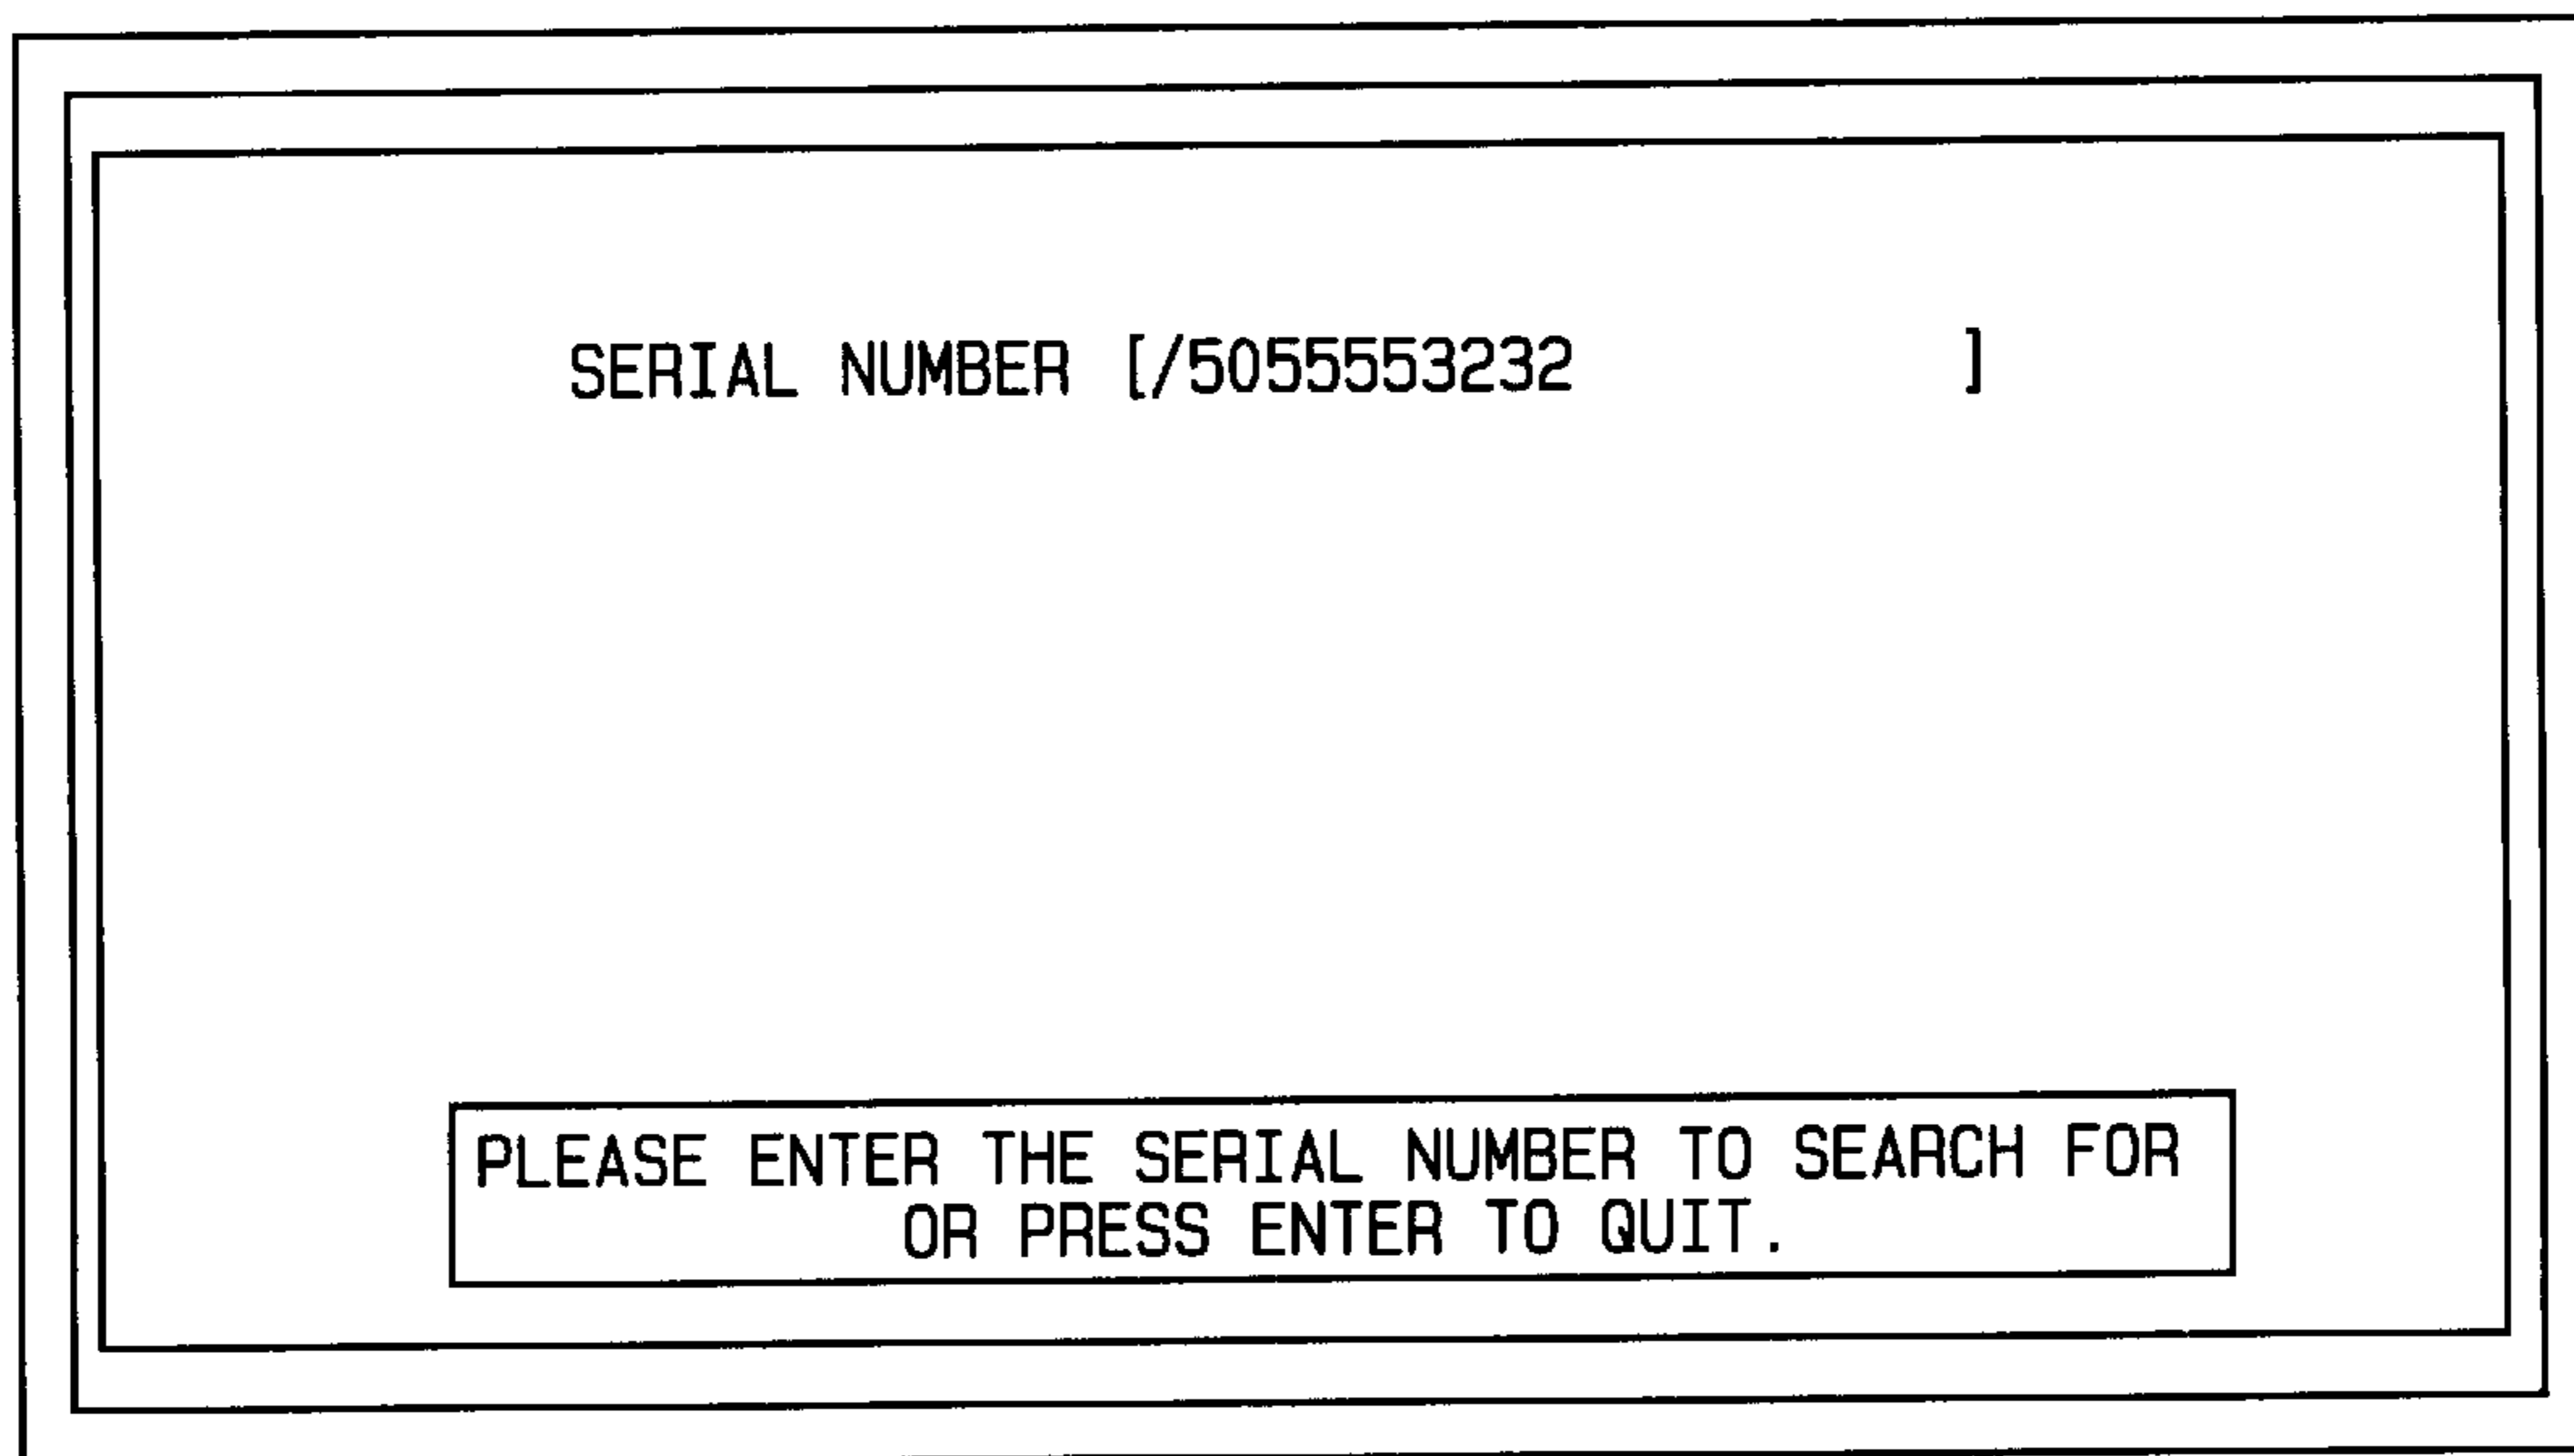 SERIAL NUMBER [/5055553232 ]
PLEASE ENTER THE SERIAL NUMBER TO SEARCH FOR
OR PRESS ENTER TO QUIT.